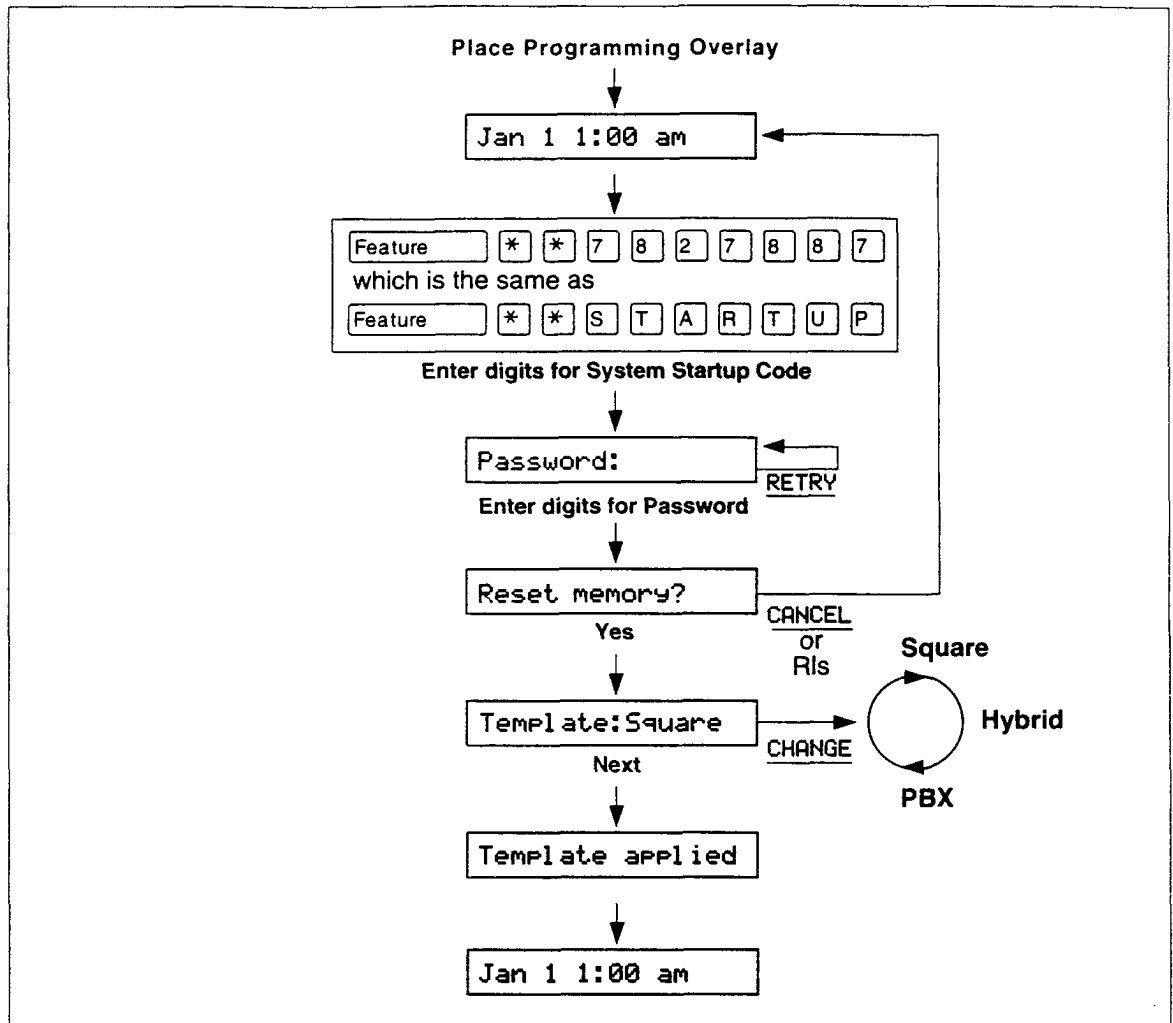 Place Programming Overlay
Jan 1 1:00 am
Feature * * 7 8 2 7 8 8 7
which is the same as
Feature * * S T A R T U P
Enter digits for System Startup Code
Password:
RETRY
Enter digits for Password
Reset memory?
CANCEL
or
Rls
Yes
Template:Square
CHANGE
Square
Hybrid
PBX
Next
Template applied
Jan 1 1:00 am